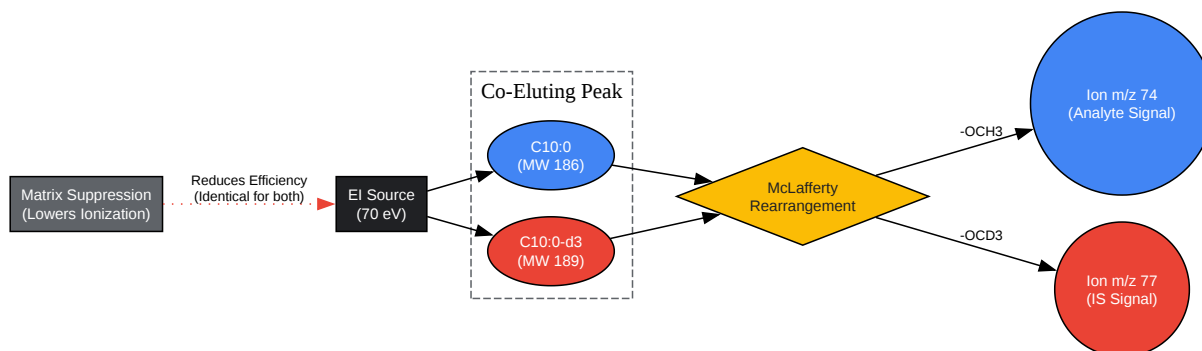 Matrix Suppression
(Lowers Ionization)
Reduces Efficiency
(Identical for both)
EI Source
(70 eV)
Co-Eluting Peak
C10:0
(MW 186)
C10:0-d3
(MW 189)
McLafferty
Rearrangement
-OCH3
-OCD3
Ion m/z 74
(Analyte Signal)
Ion m/z 77
(IS Signal)